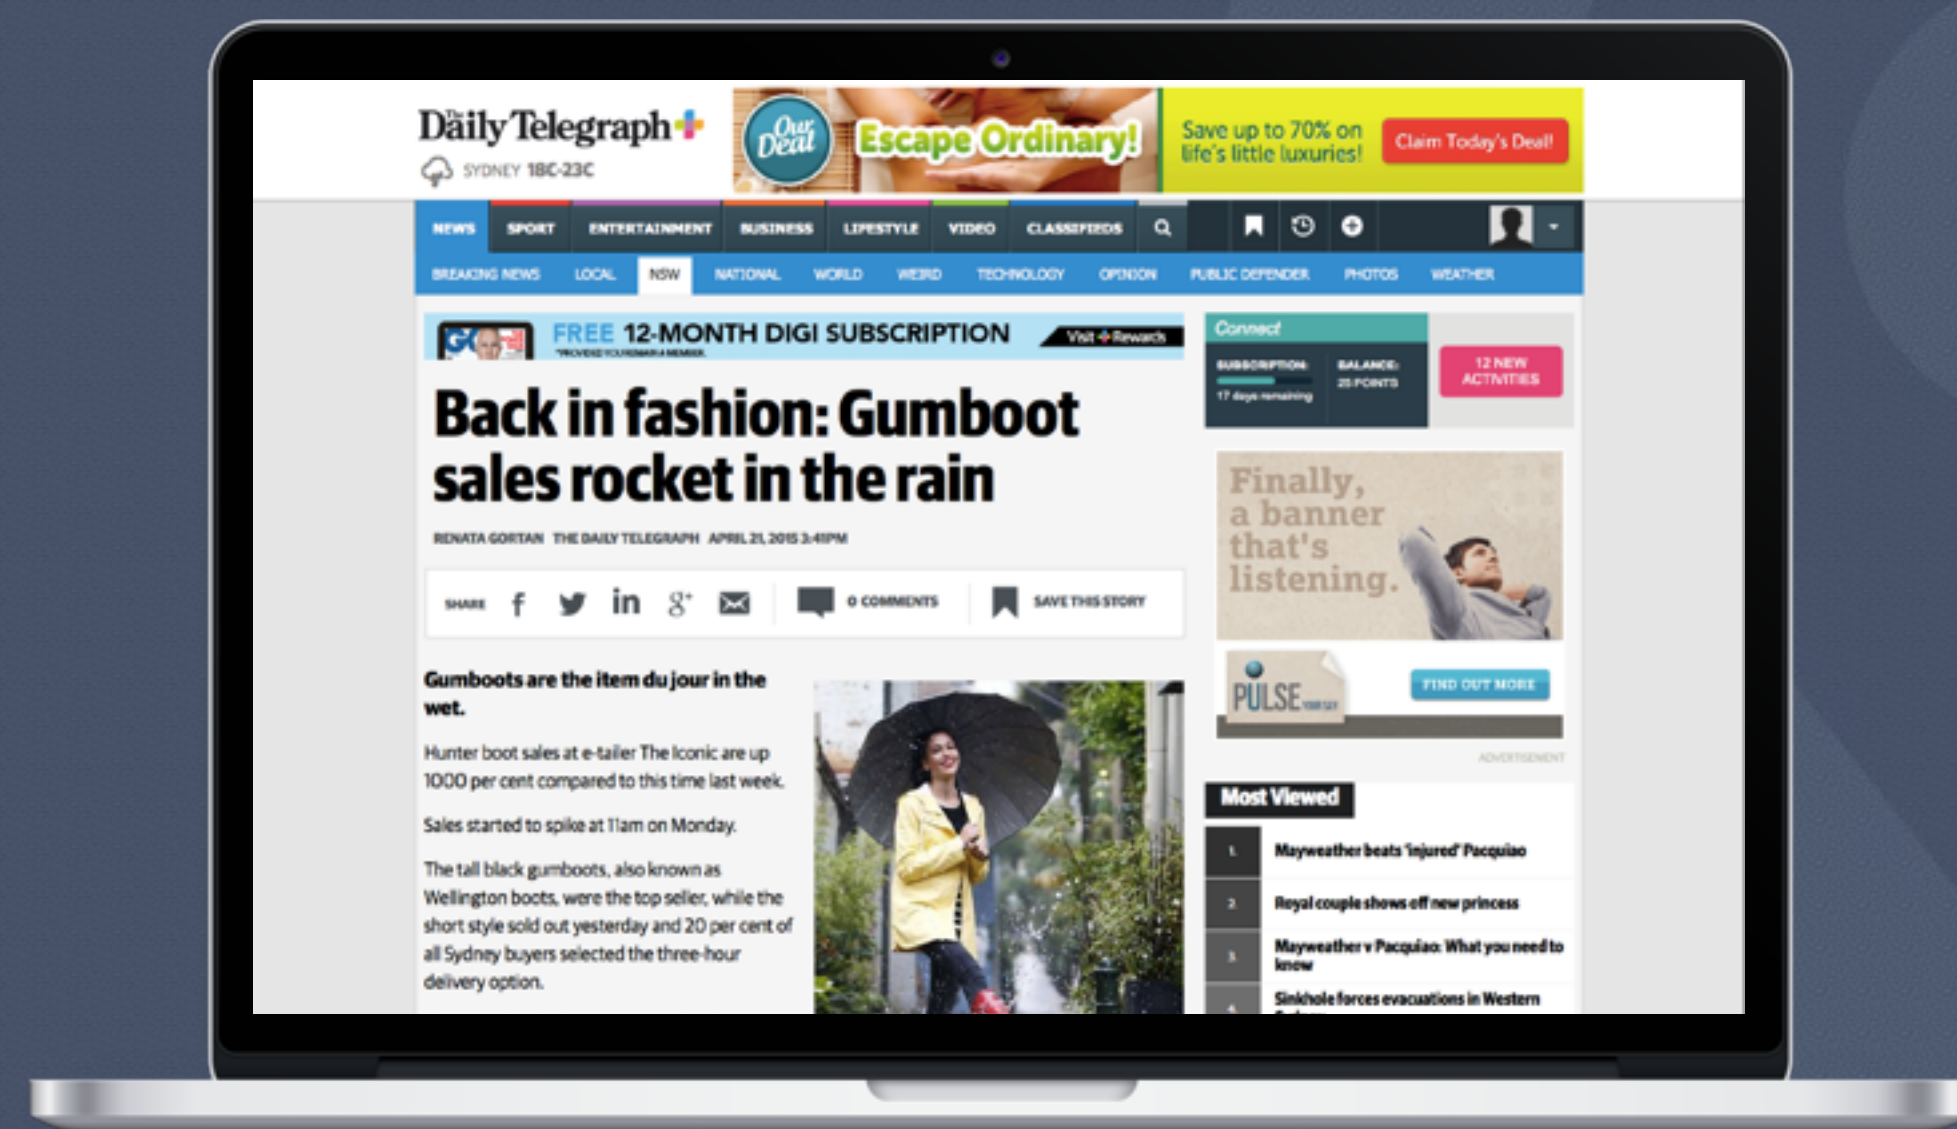 The Daily Telegraph+
SYDNEY 18C-23C
Our Deal
Escape Ordinary!
Save up to 70% on
life's little luxuries!
Claim Today's Deal!
NEWS SPORT ENTERTAINMENT BUSINESS LIFESTYLE VIDEO CLASSIFIEDS
BREAKING NEWS LOCAL NSW NATIONAL WORLD WEIRD TECHNOLOGY OPINION PUBLIC DEFENDER PHOTOS WEATHER
FREE 12-MONTH DIGI SUBSCRIPTION
*PROVIDED YOU REMAIN A MEMBER.
Visit + Rewards
Back in fashion: Gumboot
sales rocket in the rain
RENATA GORTAN THE DAILY TELEGRAPH APRIL 21, 2015 3:41PM
SHARE f in g+ 0 COMMENTS SAVE THIS STORY
Gumboots are the item du jour in the
wet.
Hunter boot sales at e-tailer The Iconic are up
1000 per cent compared to this time last week.
Sales started to spike at 11am on Monday.
The tall black gumboots, also known as
Wellington boots, were the top seller, while the
short style sold out yesterday and 20 per cent of
all Sydney buyers selected the three-hour
delivery option.
Connect
SUBSCRIPTION: BALANCE:
17 days remaining 25 POINTS
12 NEW
ACTIVITIES
Finally,
a banner
that's
listening.
PULSE YOUR SAY
FIND OUT MORE
ADVERTISEMENT
Most Viewed
1. Mayweather beats 'injured' Pacquiao
2. Royal couple shows off new princess
3. Mayweather v Pacquiao: What you need to
know
4. Sinkhole forces evacuations in Western